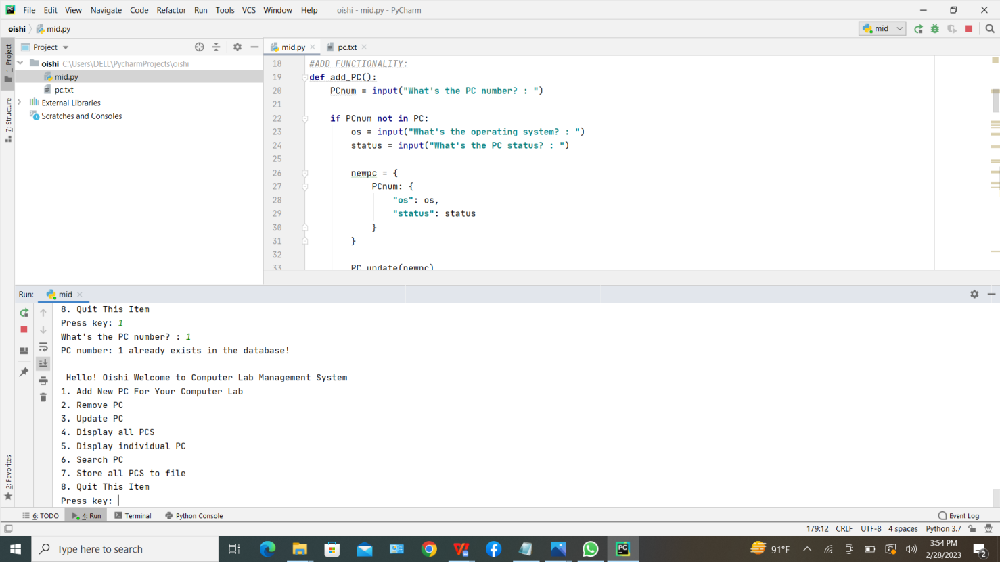 File Edit View Navigate Code Refactor Run Tools VCS Window Help oishi - mid.py - PyCharm
oishi mid.py
mid
1: Project
7: Structure
2: Favorites
Project
oishi C:\Users\DELL\PycharmProjects\oishi
mid.py
pc.txt
External Libraries
Scratches and Consoles
mid.py pc.txt
18 #ADD FUNCTIONALITY:
19 def add_PC():
20 PCnum = input("What's the PC number? : ")
21
22 if PCnum not in PC:
23 os = input("What's the operating system? : ")
24 status = input("What's the PC status? : ")
25
26 newpc = {
27 PCnum: {
28 "os": os,
29 "status": status
30 }
31 }
32
33 PC.update(newpc)
Run: mid
8. Quit This Item
Press key: 1
What's the PC number? : 1
PC number: 1 already exists in the database!
Hello! Oishi Welcome to Computer Lab Management System
1. Add New PC For Your Computer Lab
2. Remove PC
3. Update PC
4. Display all PCS
5. Display individual PC
6. Search PC
7. Store all PCS to file
8. Quit This Item
Press key:
6: TODO 4: Run Terminal Python Console Event Log
179:12 CRLF UTF-8 4 spaces Python 3.7
Type here to search
91°F
3:54 PM
2/28/2023
2